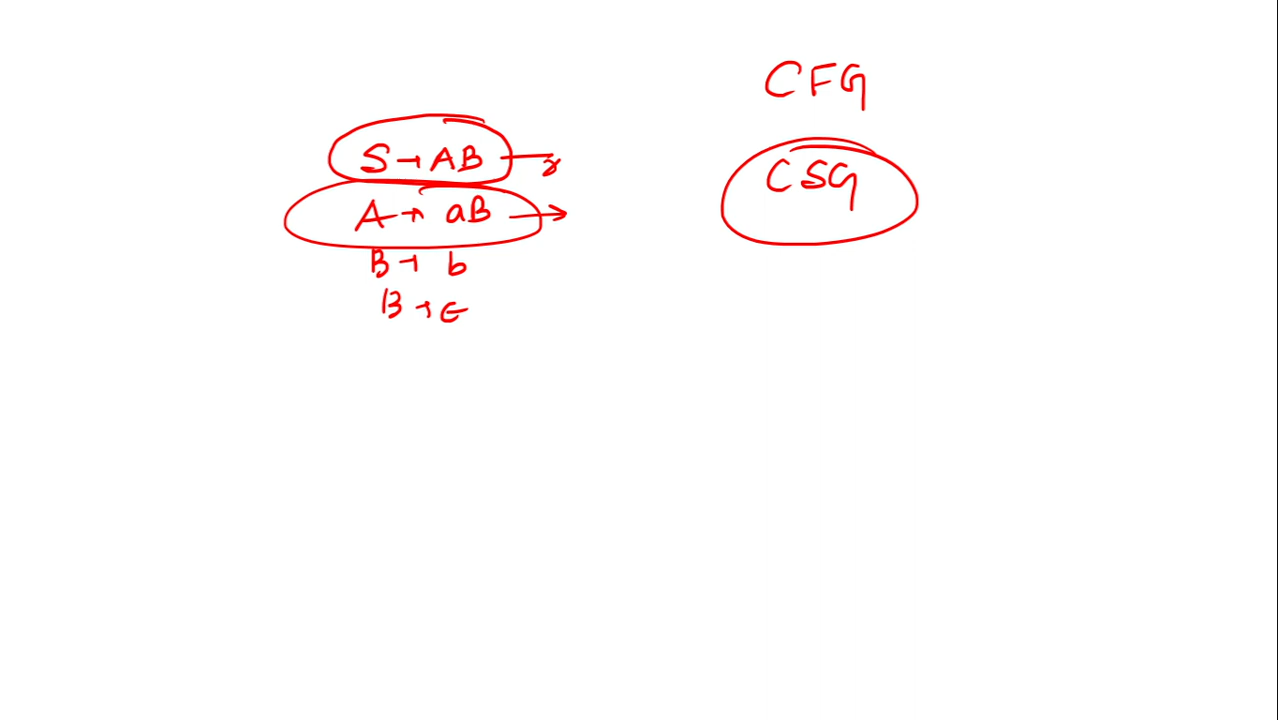 S → AB →
A → aB →
B → b
B → ε
CFG
CSG